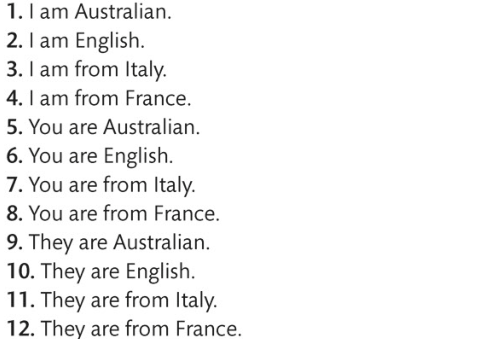 1. I am Australian.
2. I am English.
3. I am from Italy.
4. I am from France.
5. You are Australian.
6. You are English.
7. You are from Italy.
8. You are from France.
9. They are Australian.
10. They are English.
11. They are from Italy.
12. They are from France.